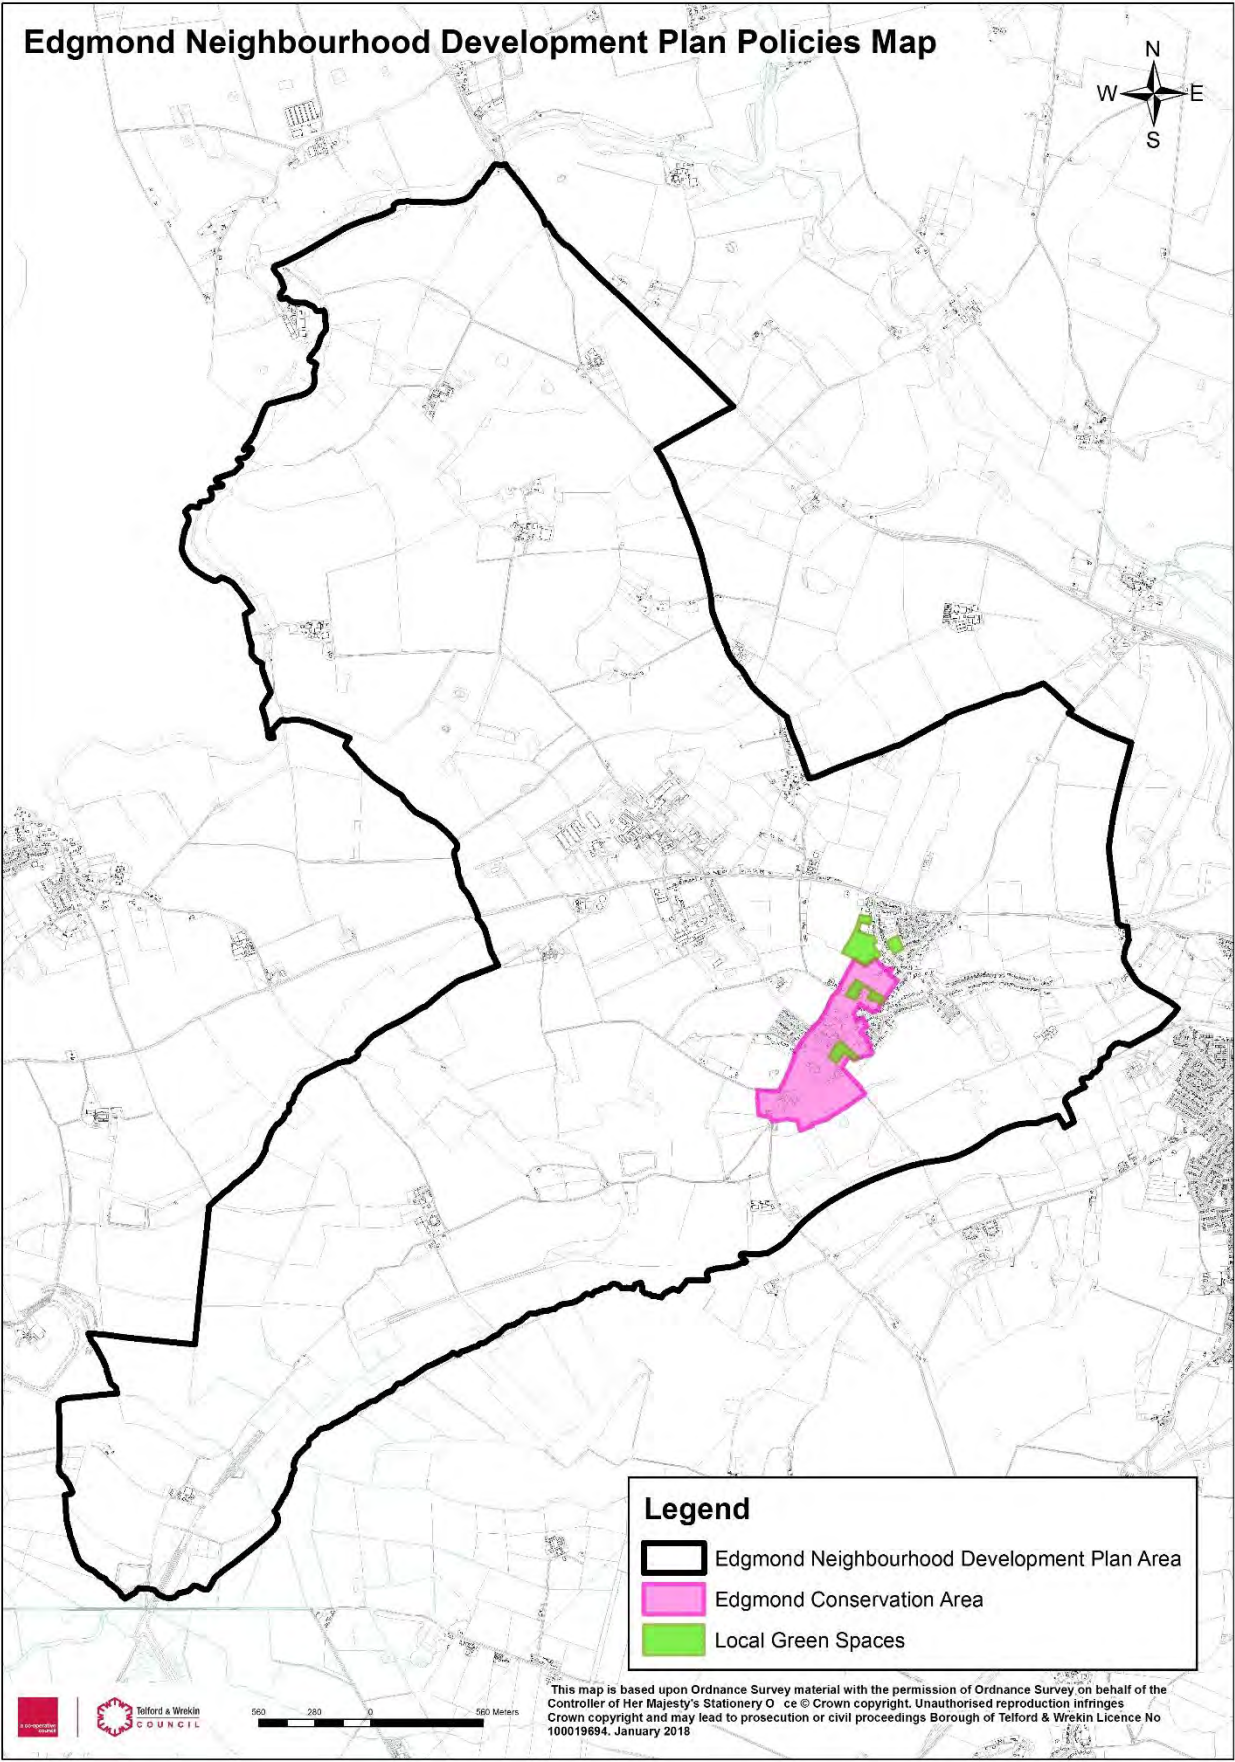 Edgmond Neighbourhood Development Plan Policies Map
N
W E
S
Legend
Edgmond Neighbourhood Development Plan Area
Edgmond Conservation Area
Local Green Spaces
a co-operative
council
Telford & Wrekin
COUNCIL
560 280 0 560 Meters
This map is based upon Ordnance Survey material with the permission of Ordnance Survey on behalf of the
Controller of Her Majesty's Stationery O ce © Crown copyright. Unauthorised reproduction infringes
Crown copyright and may lead to prosecution or civil proceedings Borough of Telford & Wrekin Licence No
100019694. January 2018